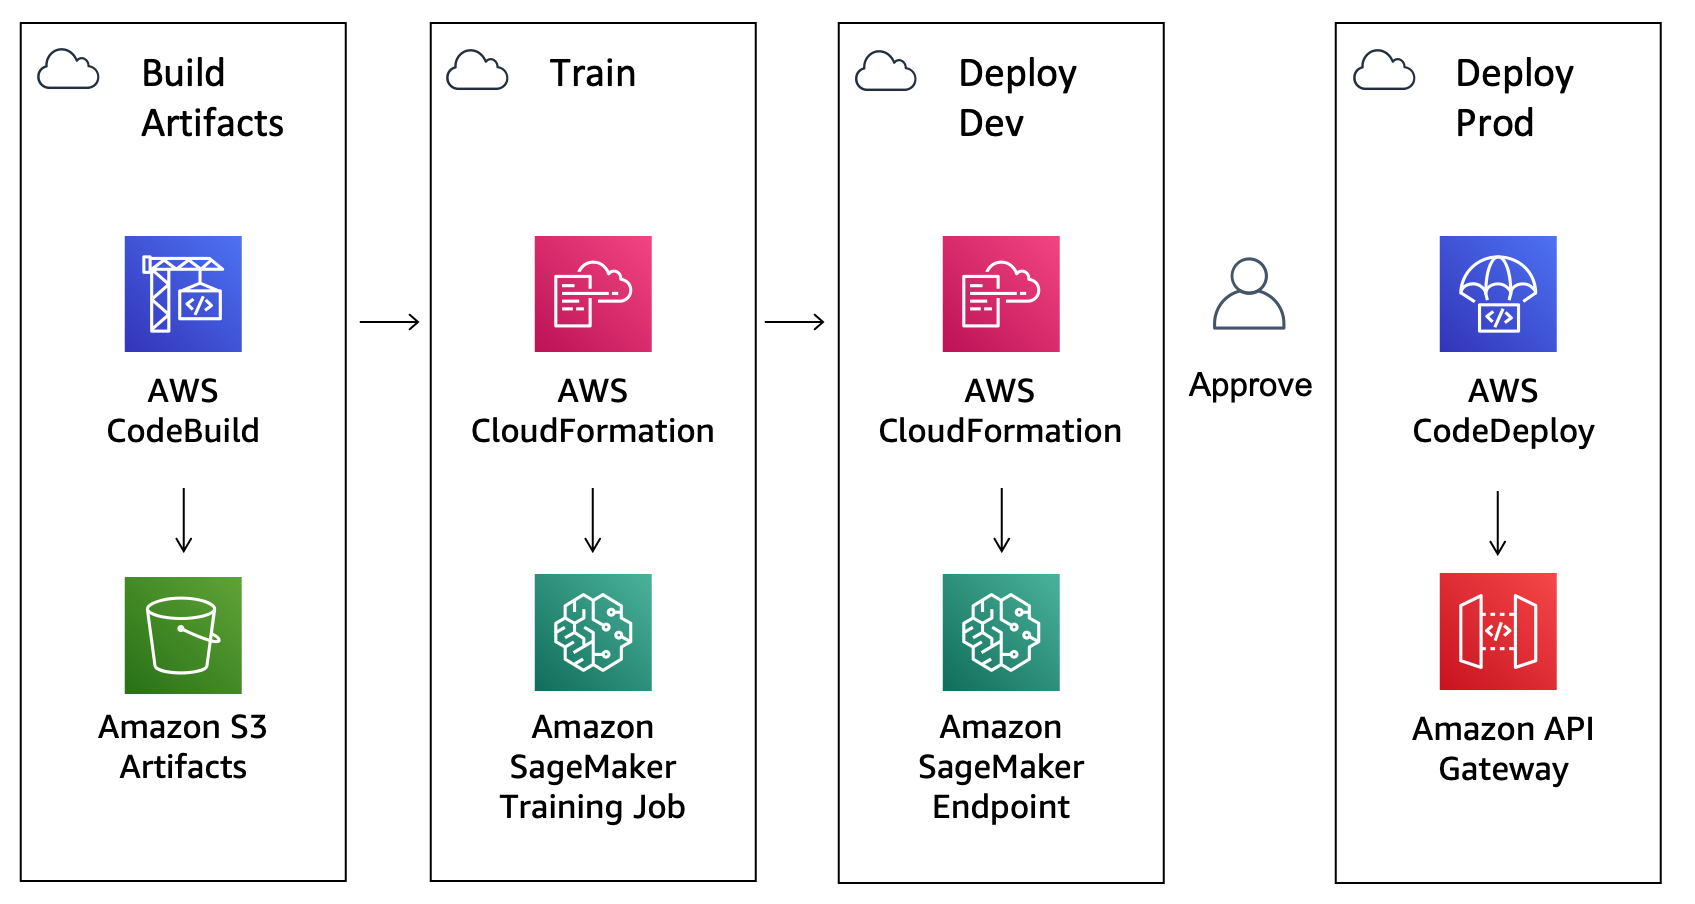 Build
Artifacts
AWS
CodeBuild
Amazon S3
Artifacts
Train
AWS
CloudFormation
Amazon
SageMaker
Training Job
Deploy
Dev
AWS
CloudFormation
Amazon
SageMaker
Endpoint
Approve
Deploy
Prod
AWS
CodeDeploy
Amazon API
Gateway